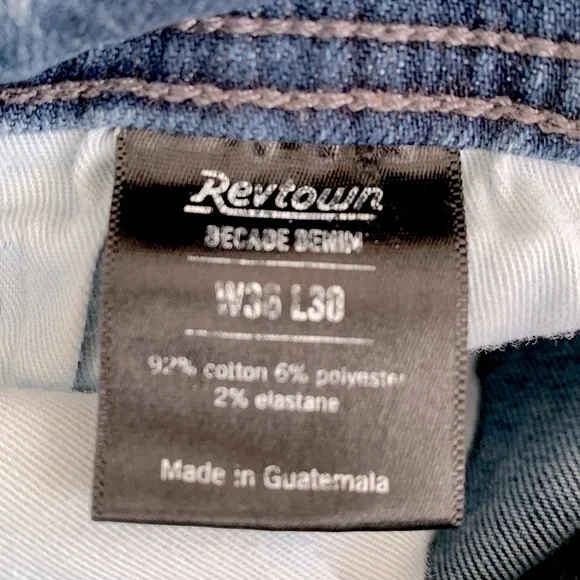 Revtown
DECADE DENIM
W36 L30
92% cotton 6% polyester
2% elastane
Made in Guatemala